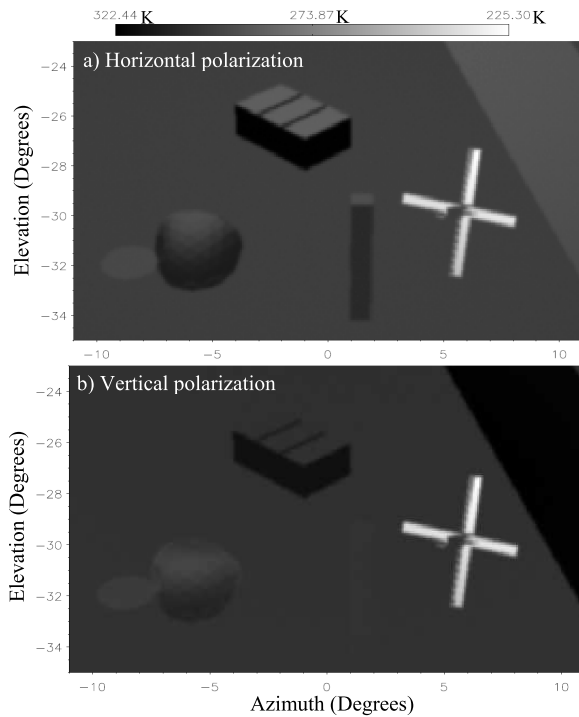 322.44 K 273.87 K 225.30 K
a) Horizontal polarization
Elevation (Degrees)
−24
−26
−28
−30
−32
−34
−10 −5 0 5 10
b) Vertical polarization
Elevation (Degrees)
−24
−26
−28
−30
−32
−34
−10 −5 0 5 10
Azimuth (Degrees)